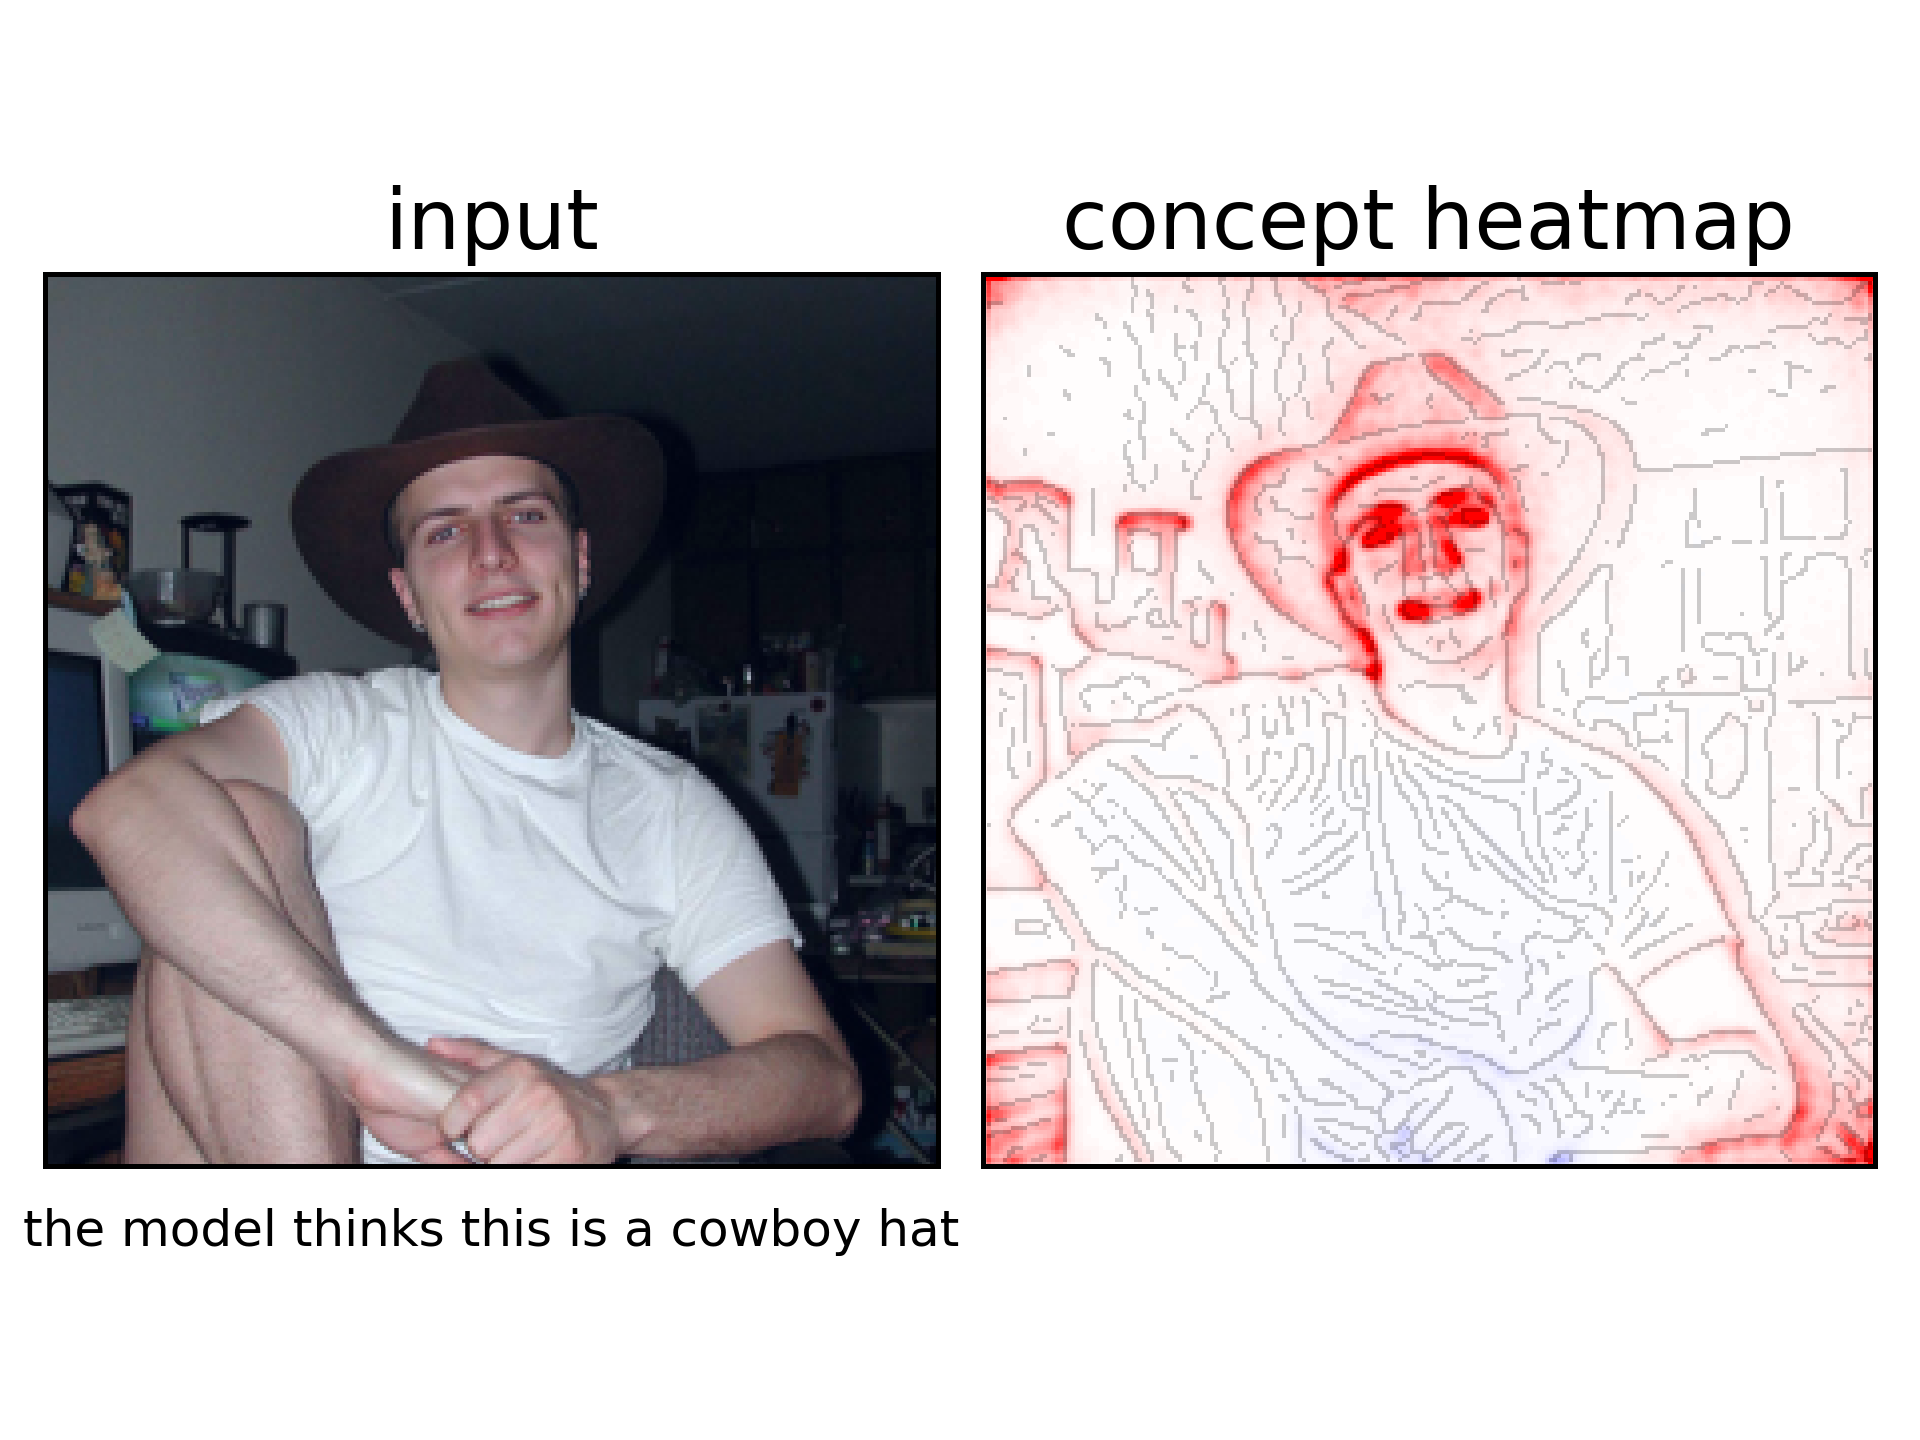 input
concept heatmap
the model thinks this is a cowboy hat